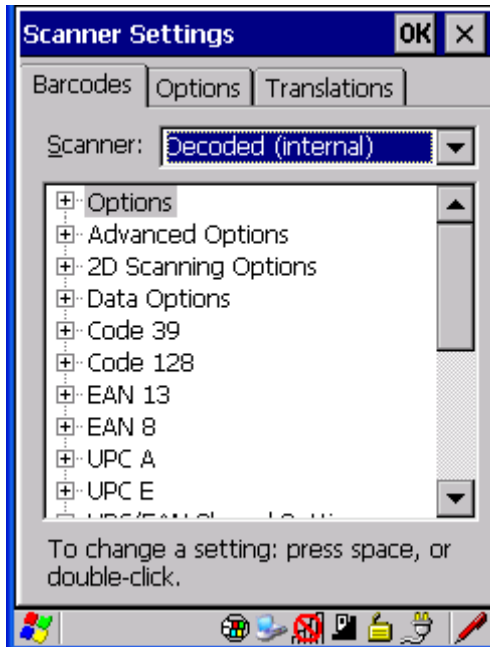 Scanner Settings OK ×
Barcodes Options Translations
Scanner: Decoded (internal)
Options
Advanced Options
2D Scanning Options
Data Options
Code 39
Code 128
EAN 13
EAN 8
UPC A
UPC E
To change a setting: press space, or
double-click.